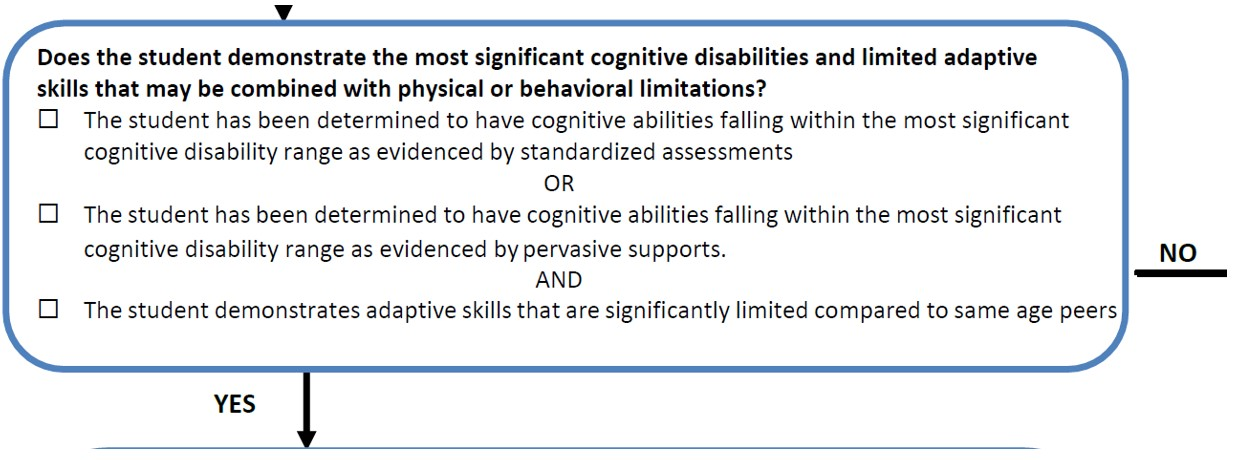 Does the student demonstrate the most significant cognitive disabilities and limited adaptive
skills that may be combined with physical or behavioral limitations?
☐ The student has been determined to have cognitive abilities falling within the most significant
cognitive disability range as evidenced by standardized assessments
OR
☐ The student has been determined to have cognitive abilities falling within the most significant
cognitive disability range as evidenced by pervasive supports.
NO
AND
☐ The student demonstrates adaptive skills that are significantly limited compared to same age peers
YES